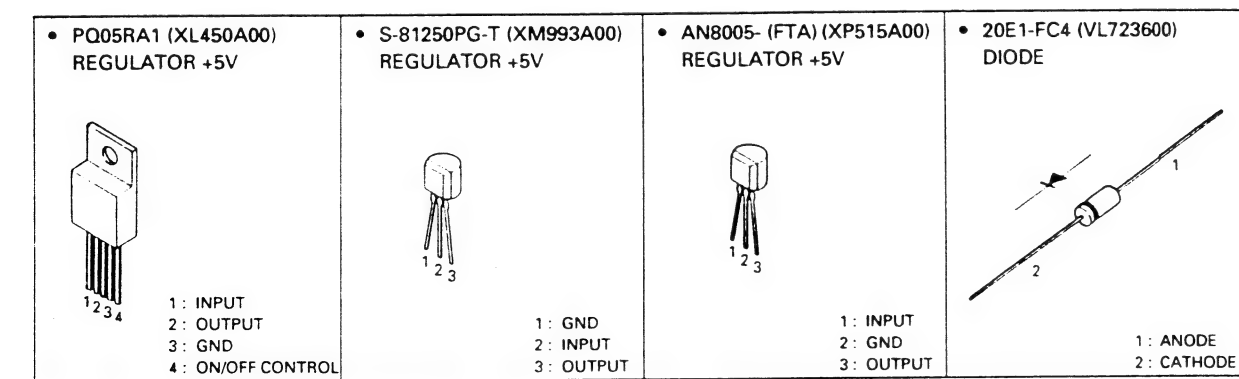 • PQ05RA1 (XL450A00)
REGULATOR +5V
1
2
3
4
1 : INPUT
2 : OUTPUT
3 : GND
4 : ON/OFF CONTROL
• S-81250PG-T (XM993A00)
REGULATOR +5V
1
2
3
1 : GND
2 : INPUT
3 : OUTPUT
• AN8005- (FTA) (XP515A00)
REGULATOR +5V
1
2
3
1 : INPUT
2 : GND
3 : OUTPUT
• 20E1-FC4 (VL723600)
DIODE
1
2
1 : ANODE
2 : CATHODE